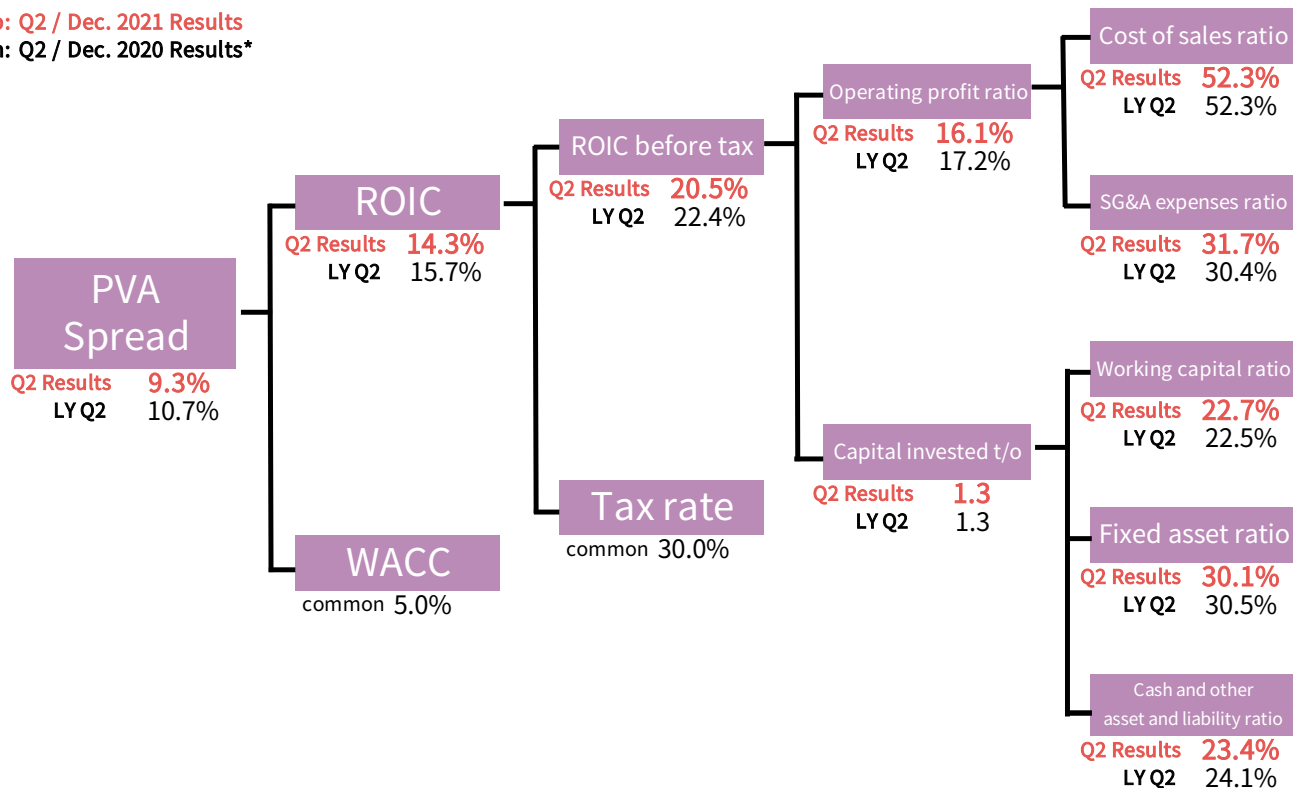 Q2 / Dec. 2021 Results
Q2 / Dec. 2020 Results*
PVA
Spread
Q2 Results 9.3%
LY Q2 10.7%
ROIC
Q2 Results 14.3%
LY Q2 15.7%
WACC
common 5.0%
ROIC before tax
Q2 Results 20.5%
LY Q2 22.4%
Tax rate
common 30.0%
Operating profit ratio
Q2 Results 16.1%
LY Q2 17.2%
Capital invested t/o
Q2 Results 1.3
LY Q2 1.3
Cost of sales ratio
Q2 Results 52.3%
LY Q2 52.3%
SG&A expenses ratio
Q2 Results 31.7%
LY Q2 30.4%
Working capital ratio
Q2 Results 22.7%
LY Q2 22.5%
Fixed asset ratio
Q2 Results 30.1%
LY Q2 30.5%
Cash and other
asset and liability ratio
Q2 Results 23.4%
LY Q2 24.1%